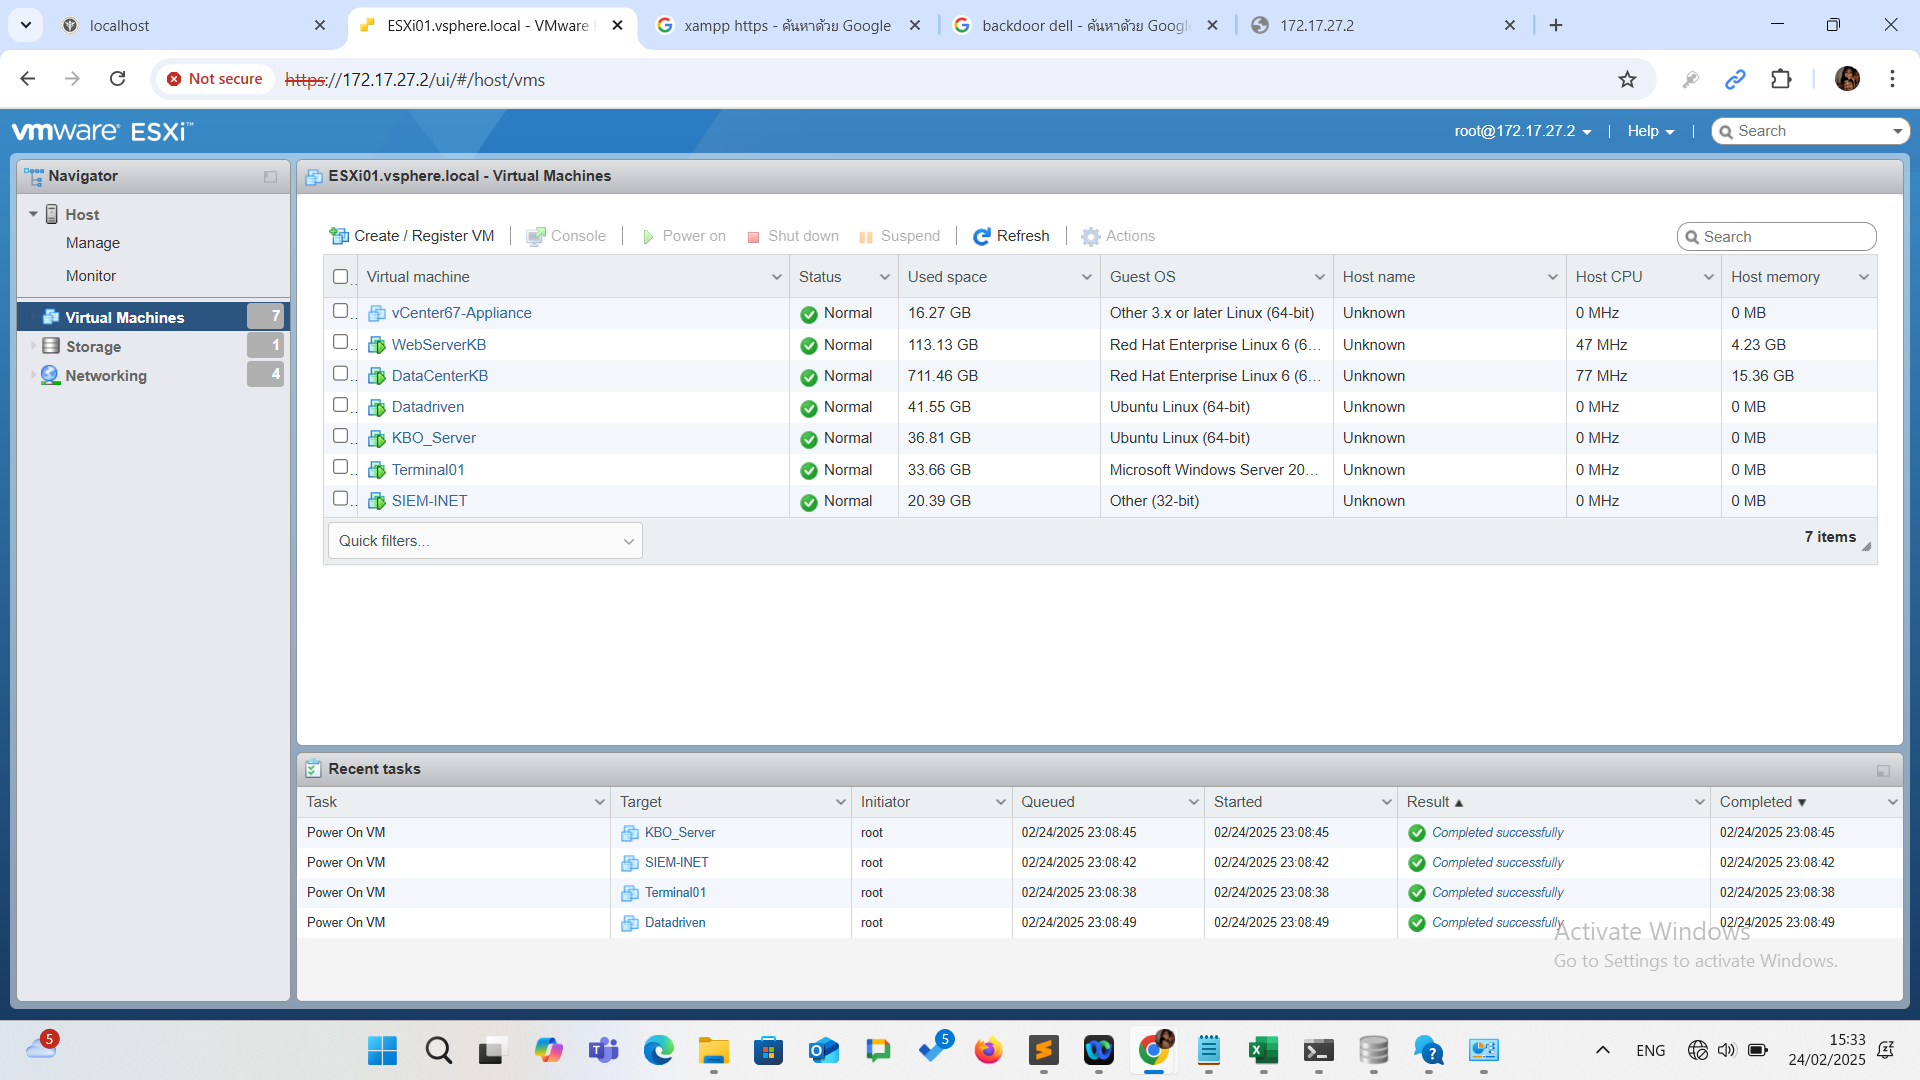 localhost
ESXi01.vsphere.local - VMware
xampp https - ค้นหาด้วย Google
backdoor dell - ค้นหาด้วย Googl
172.17.27.2
Not secure https://172.17.27.2/ui/#/host/vms
vmware ESXi™
root@172.17.27.2 | Help | Search
Navigator
Host
Manage
Monitor
Virtual Machines 7
Storage 1
Networking 4
ESXi01.vsphere.local - Virtual Machines
Create / Register VM | Console | Power on Shut down Suspend | Refresh | Actions
Search
Virtual machine Status Used space Guest OS Host name Host CPU Host memory
vCenter67-Appliance Normal 16.27 GB Other 3.x or later Linux (64-bit) Unknown 0 MHz 0 MB
WebServerKB Normal 113.13 GB Red Hat Enterprise Linux 6 (6... Unknown 47 MHz 4.23 GB
DataCenterKB Normal 711.46 GB Red Hat Enterprise Linux 6 (6... Unknown 77 MHz 15.36 GB
Datadriven Normal 41.55 GB Ubuntu Linux (64-bit) Unknown 0 MHz 0 MB
KBO_Server Normal 36.81 GB Ubuntu Linux (64-bit) Unknown 0 MHz 0 MB
Terminal01 Normal 33.66 GB Microsoft Windows Server 20... Unknown 0 MHz 0 MB
SIEM-INET Normal 20.39 GB Other (32-bit) Unknown 0 MHz 0 MB
Quick filters...
7 items
Recent tasks
Task Target Initiator Queued Started Result ▲ Completed ▼
Power On VM KBO_Server root 02/24/2025 23:08:45 02/24/2025 23:08:45 Completed successfully 02/24/2025 23:08:45
Power On VM SIEM-INET root 02/24/2025 23:08:42 02/24/2025 23:08:42 Completed successfully 02/24/2025 23:08:42
Power On VM Terminal01 root 02/24/2025 23:08:38 02/24/2025 23:08:38 Completed successfully 02/24/2025 23:08:38
Power On VM Datadriven root 02/24/2025 23:08:49 02/24/2025 23:08:49 Completed successfully 02/24/2025 23:08:49
Activate Windows
Go to Settings to activate Windows.
5
5
ENG
15:33
24/02/2025